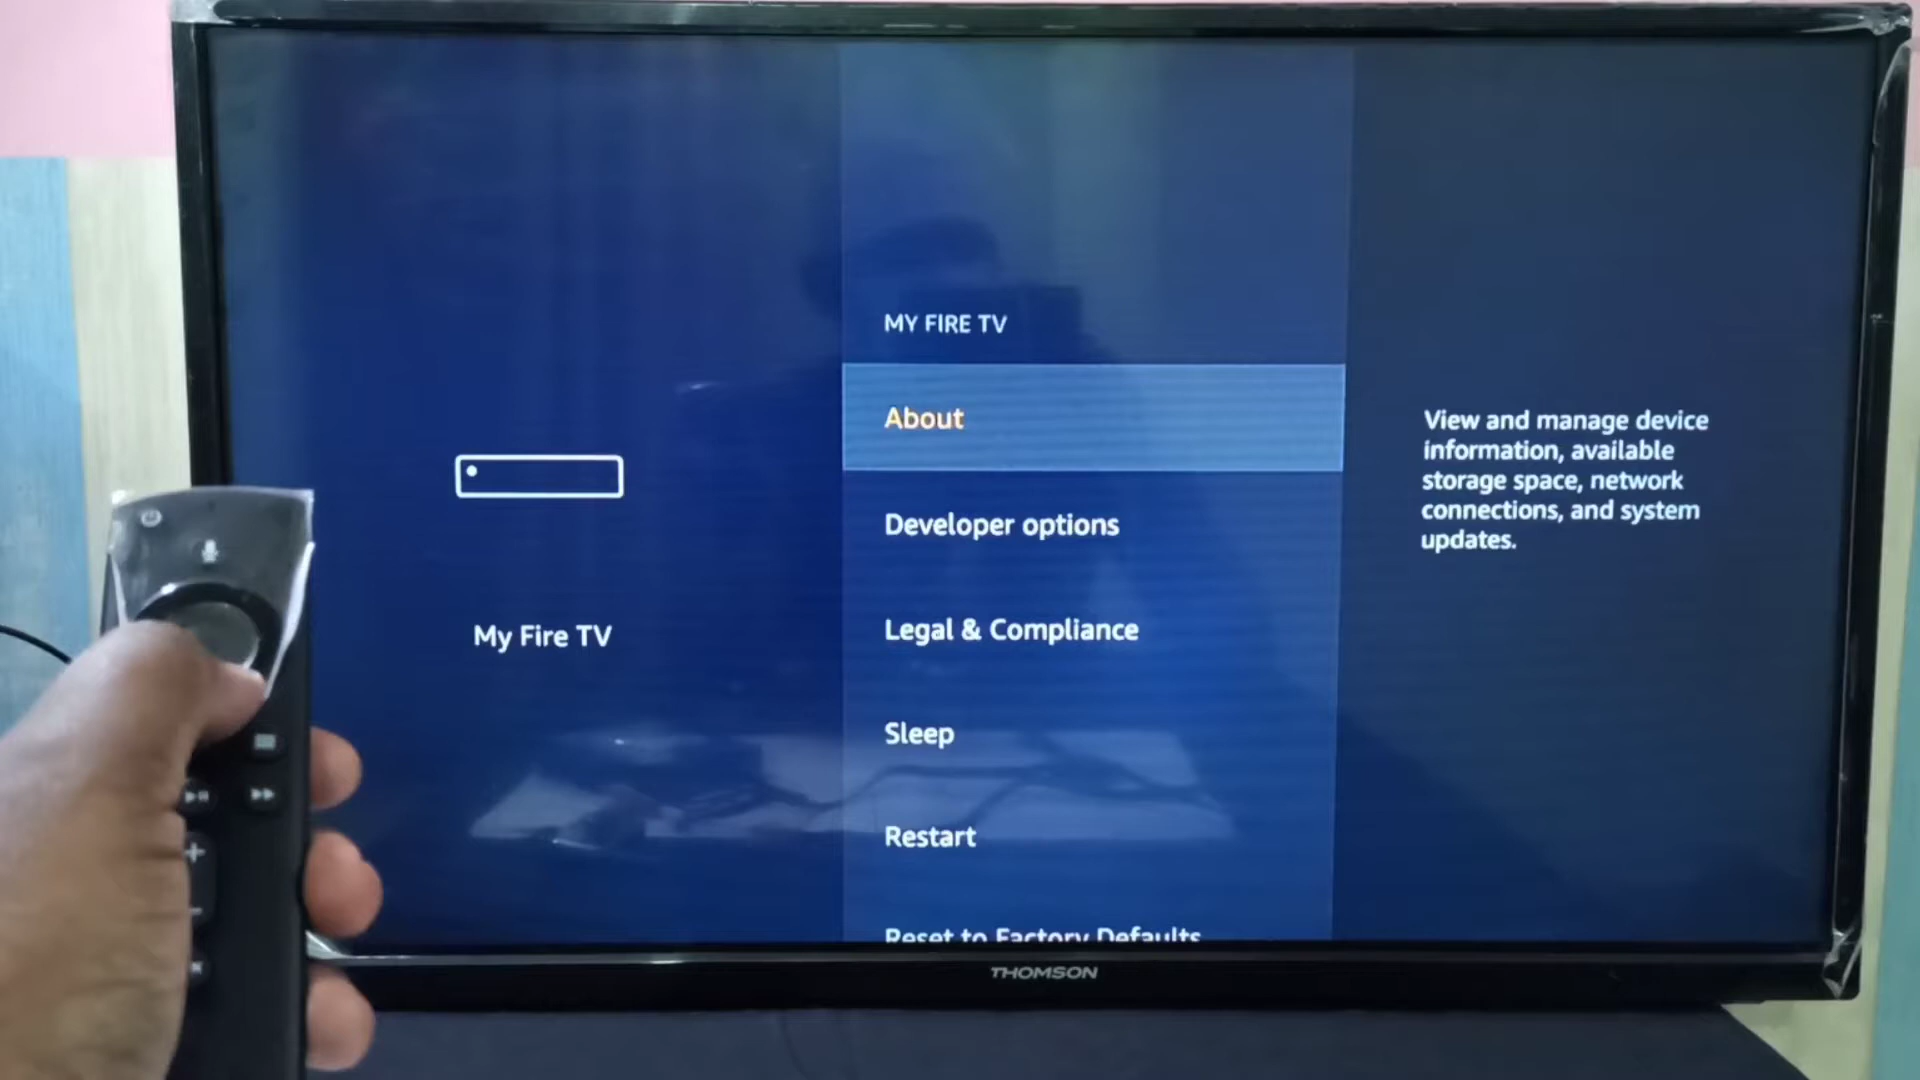 MY FIRE TV
About
Developer options
Legal & Compliance
Sleep
Restart
Reset to Factory Defaults
My Fire TV
View and manage device
information, available
storage space, network
connections, and system
updates.
THOMSON